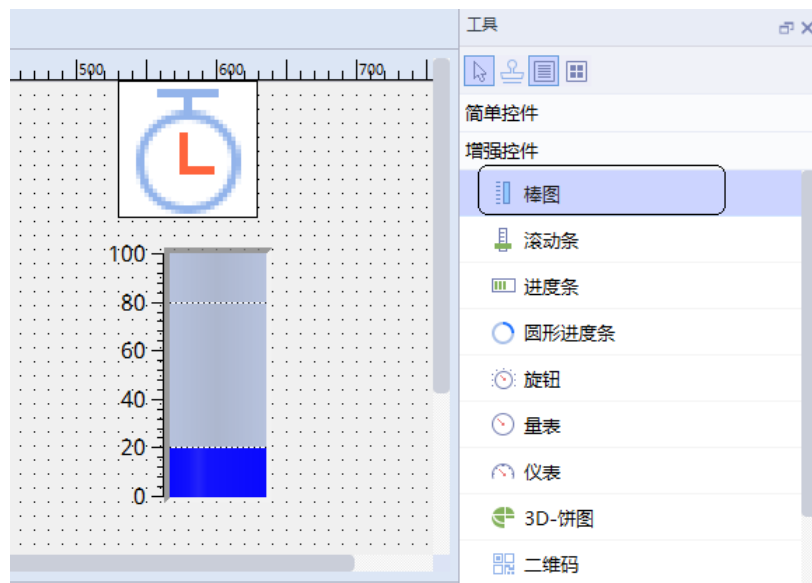 工具
500 600 700
简单控件
增强控件
棒图
滚动条
进度条
圆形进度条
旋钮
量表
仪表
3D-饼图
二维码
100
80
60
40
20
0